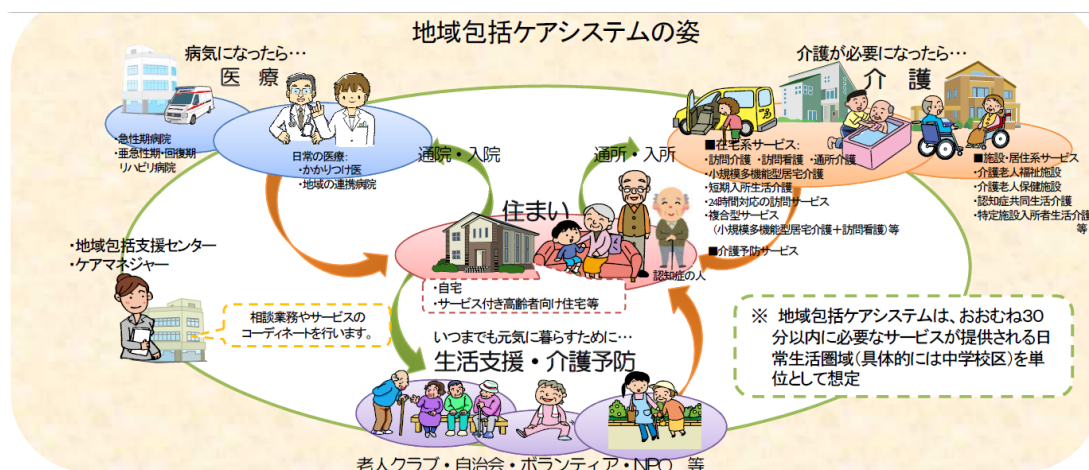 地域包括ケアシステムの姿
病気になったら…
医 療
・急性期病院
・亜急性期・回復期
リハビリ病院
日常の医療:
・かかりつけ医
・地域の連携病院
通院・入院
通所・入所
介護が必要になったら…
介 護
■在宅系サービス:
・訪問介護 ・訪問看護 ・通所介護
・小規模多機能型居宅介護
・短期入所生活介護
・24時間対応の訪問サービス
・複合型サービス
(小規模多機能型居宅介護+訪問看護)等
■介護予防サービス
■施設・居住系サービス
・介護老人福祉施設
・介護老人保健施設
・認知症共同生活介護
・特定施設入所者生活介護
等
住まい
認知症の人
・自宅
・サービス付き高齢者向け住宅等
・地域包括支援センター
・ケアマネジャー
相談業務やサービスの
コーディネートを行います。
いつまでも元気に暮らすために…
生活支援・介護予防
老人クラブ・自治会・ボランティア・NPO 等
※ 地域包括ケアシステムは、おおむね30
分以内に必要なサービスが提供される日
常生活圏域(具体的には中学校区)を単
位として想定